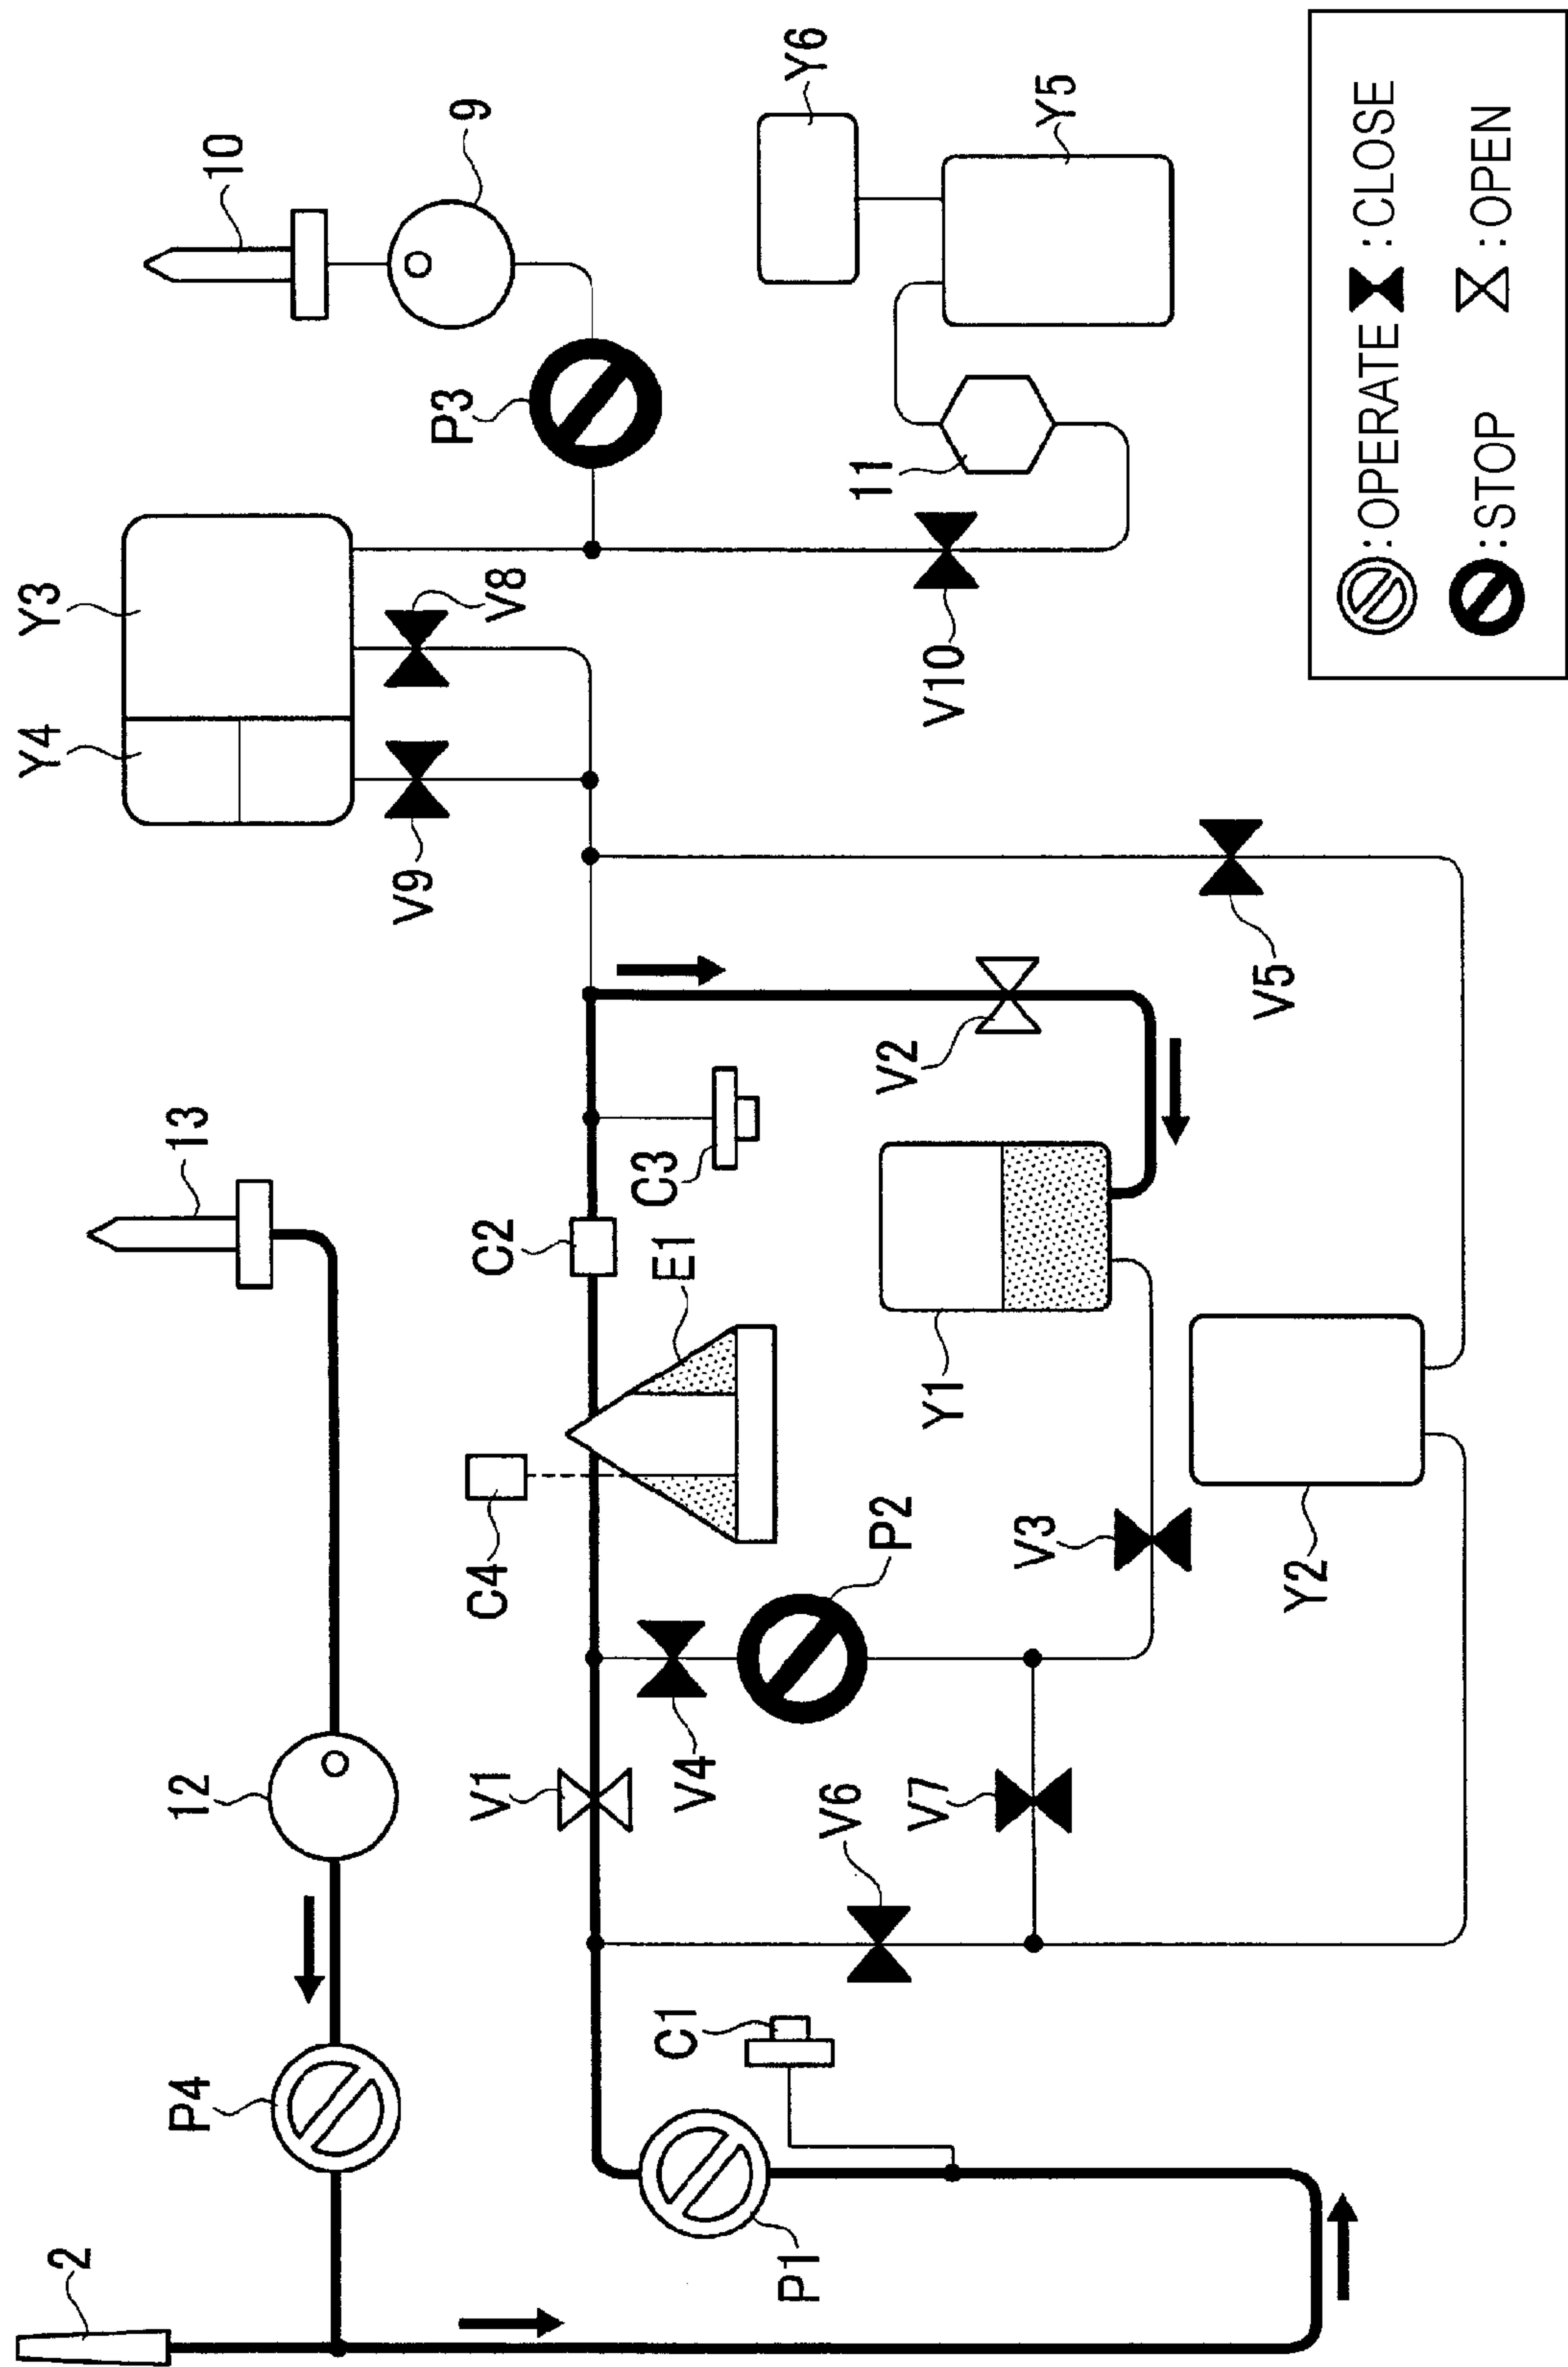 2
P4
12
13
P1
C1
V1
V4
V6
V7
P2
V3
C4
E1
C2
C3
Y1
Y2
V2
V5
Y4
Y3
V9
V8
V10
P3
10
9
11
Y6
Y5
:OPERATE :CLOSE
:STOP :OPEN